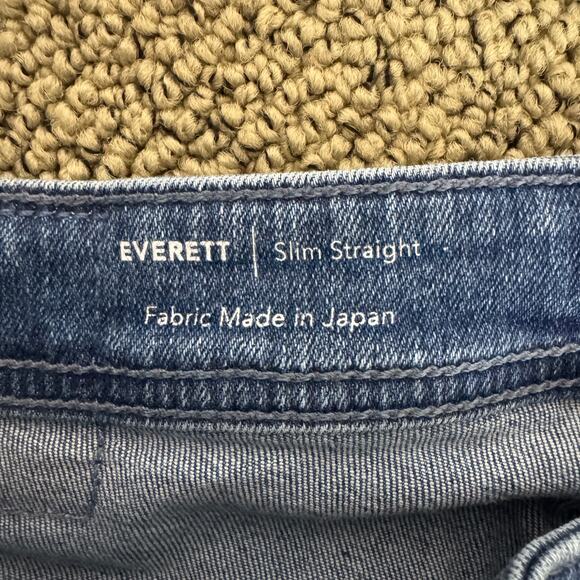 EVERETT | Slim Straight
Fabric Made in Japan